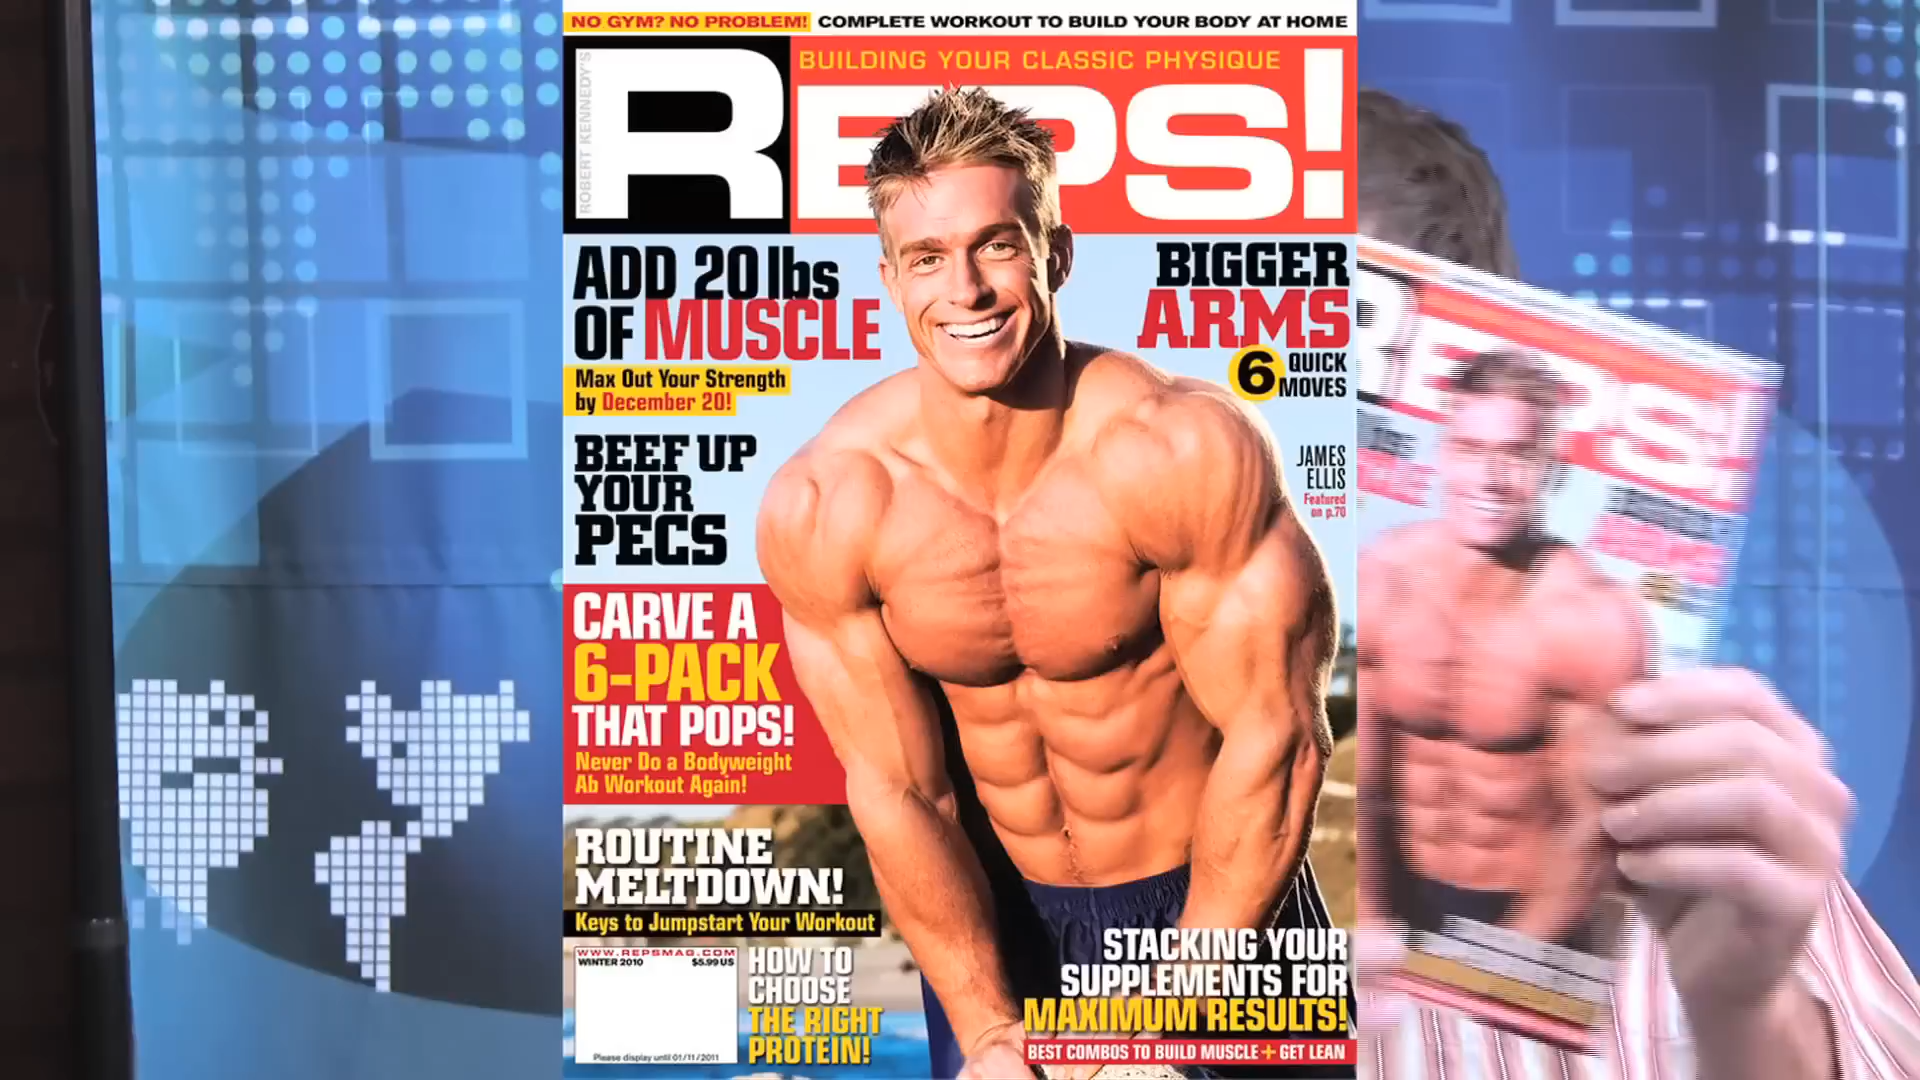 NO GYM? NO PROBLEM! COMPLETE WORKOUT TO BUILD YOUR BODY AT HOME
ROBERT KENNEDY'S
BUILDING YOUR CLASSIC PHYSIQUE
REPS!
ADD 20 lbs
OF MUSCLE
Max Out Your Strength
by December 20!
BEEF UP
YOUR
PECS
CARVE A
6-PACK
THAT POPS!
Never Do a Bodyweight
Ab Workout Again!
ROUTINE
MELTDOWN!
Keys to Jumpstart Your Workout
WWW.REPSMAG.COM
WINTER 2010 $5.99 US
Please display until 01/11/2011
HOW TO
CHOOSE
THE RIGHT
PROTEIN!
BIGGER
ARMS
6 QUICK
MOVES
JAMES
ELLIS
Featured
on p.70
STACKING YOUR
SUPPLEMENTS FOR
MAXIMUM RESULTS!
BEST COMBOS TO BUILD MUSCLE + GET LEAN
REPS!